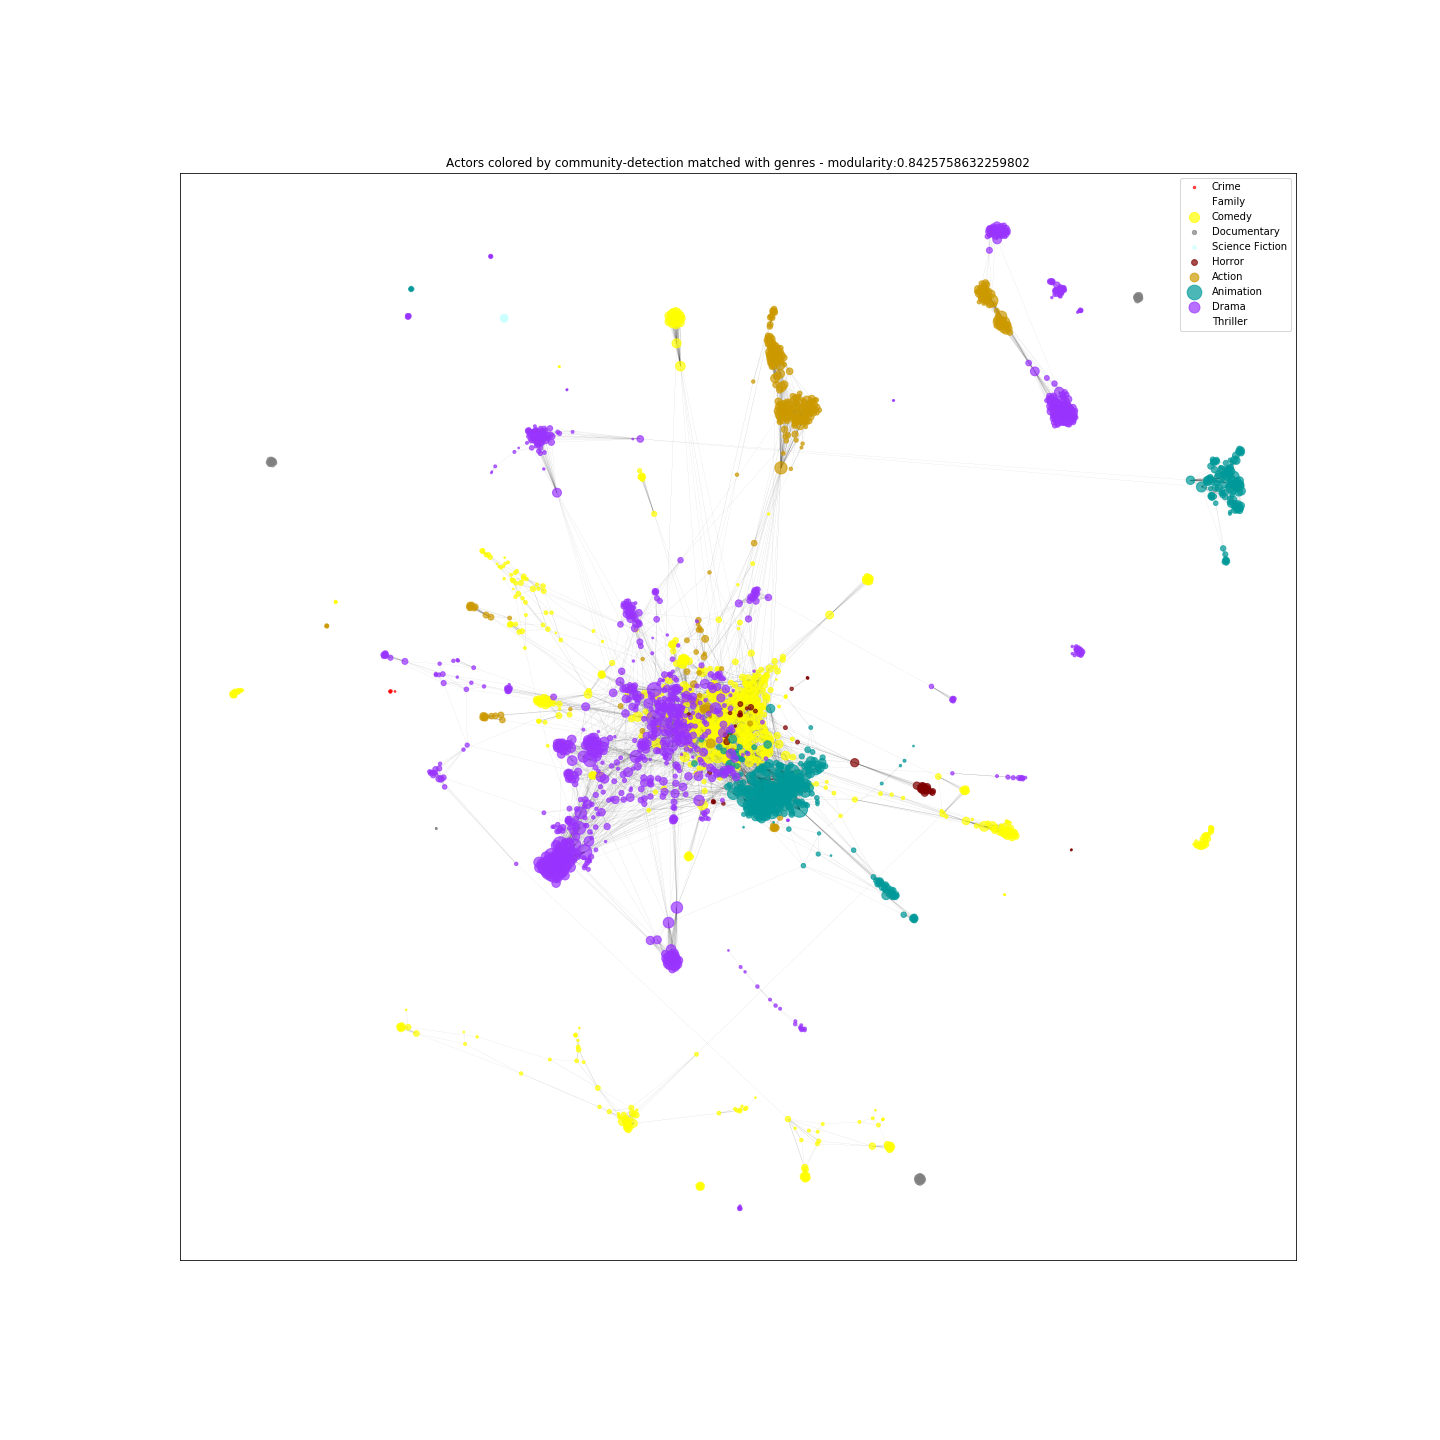 Actors colored by community-detection matched with genres - modularity:0.8425758632259802
Crime
Family
Comedy
Documentary
Science Fiction
Horror
Action
Animation
Drama
Thriller